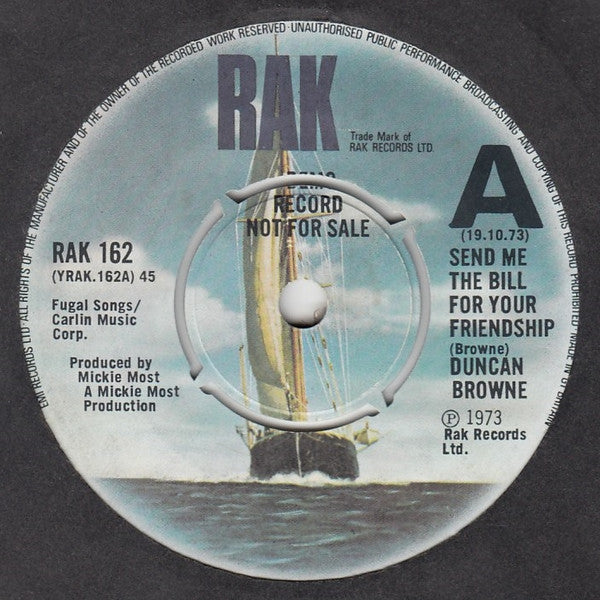 EMI RECORDS LTD·ALL RIGHTS OF THE MANUFACTURER AND OF THE OWNER OF THE RECORDED WORK RESERVED·UNAUTHORISED PUBLIC PERFORMANCE BROADCASTING AND COPYING OF THIS RECORD PROHIBITED·MADE IN GT BRITAIN
RAK
Trade Mark of
RAK RECORDS LTD.
DEMO
RECORD
NOT FOR SALE
A
(19.10.73)
RAK 162
(YRAK.162A) 45
Fugal Songs/
Carlin Music
Corp.
Produced by
Mickie Most
A Mickie Most
Production
SEND ME
THE BILL
FOR YOUR
FRIENDSHIP
(Browne)
DUNCAN
BROWNE
℗ 1973
Rak Records
Ltd.